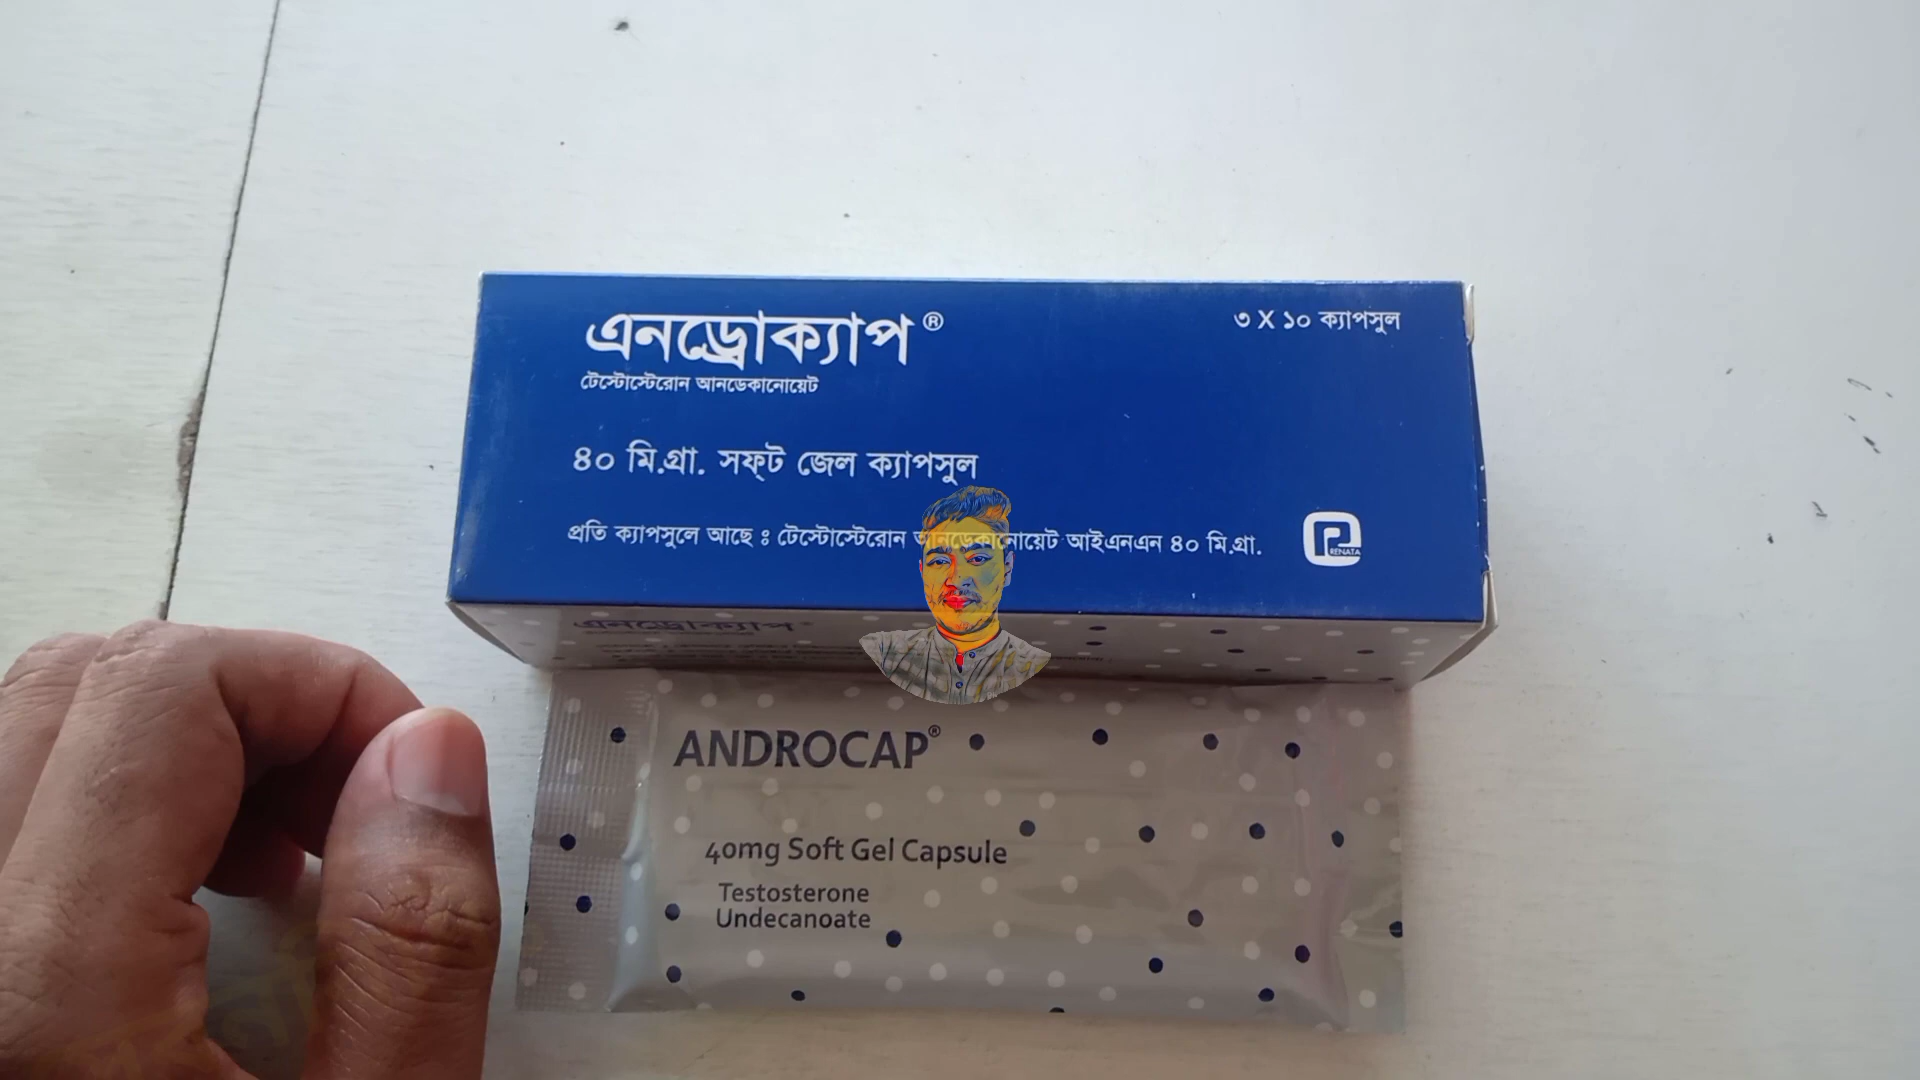 এনড্রোক্যাপ®
৩ X ১০ ক্যাপসুল
টেস্টোস্টেরোন আনডেকানোয়েট
৪০ মি.গ্রা. সফ্‌ট জেল ক্যাপসুল
প্রতি ক্যাপসুলে আছে : টেস্টোস্টেরোন আনডেকানোয়েট আইএনএন ৪০ মি.গ্রা.
RENATA
এনড্রোক্যাপ®
ANDROCAP®
40mg Soft Gel Capsule
Testosterone
Undecanoate